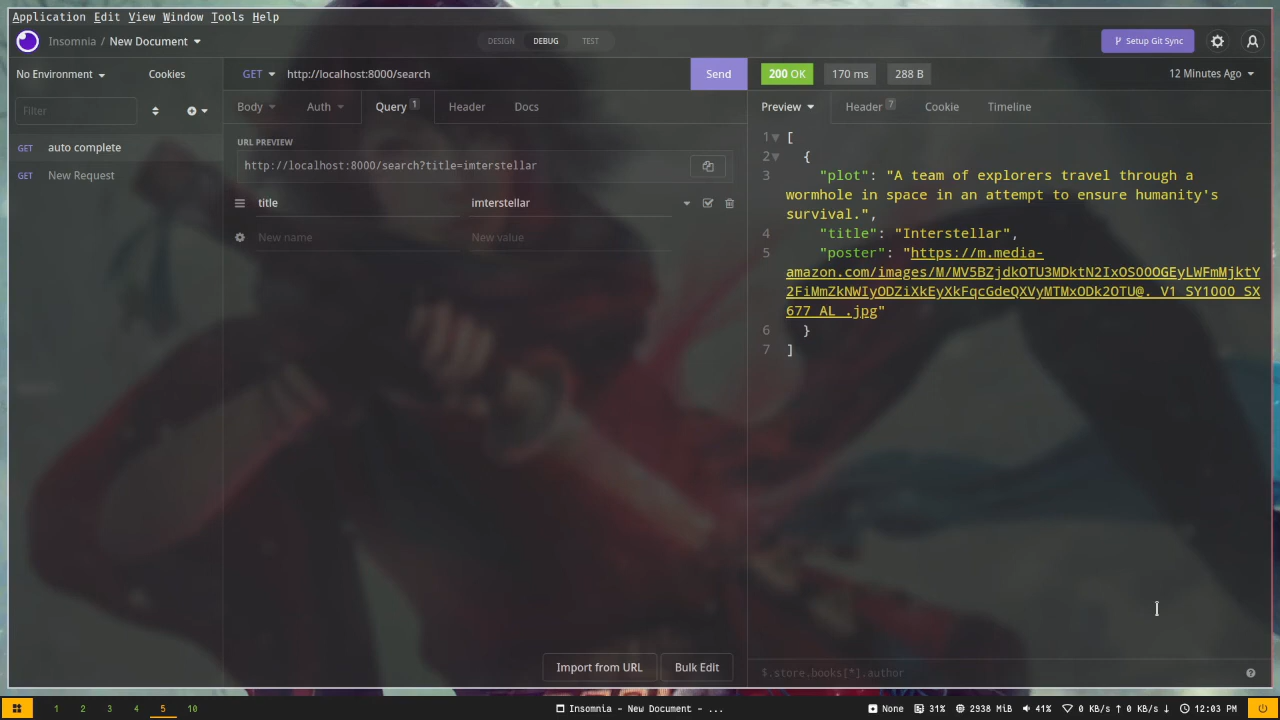 Application Edit View Window Tools Help
Insomnia / New Document
DESIGN DEBUG TEST
Setup Git Sync
No Environment Cookies
GET http://localhost:8000/search Send
200 OK 170 ms 288 B 12 Minutes Ago
Filter
Body Auth Query 1 Header Docs
Preview Header 7 Cookie Timeline
GET auto complete
GET New Request
URL PREVIEW
http://localhost:8000/search?title=imterstellar
title imterstellar
New name New value
1 [
2 {
3 "plot": "A team of explorers travel through a
wormhole in space in an attempt to ensure humanity's
survival.",
4 "title": "Interstellar",
5 "poster": "https://m.media-
amazon.com/images/M/MV5BZjdkOTU3MDktN2IxOS00OGEyLWFmMjktY
2FiMmZkNWIyODZiXkEyXkFqcGdeQXVyMTMxODk2OTU@._V1_SY1000_SX
677_AL_.jpg"
6 }
7 ]
Import from URL Bulk Edit
$.store.books[*].author
1 2 3 4 5 10
Insomnia - New Document - ...
None 31% 2938 MiB 41% 0 KB/s ↑ 0 KB/s ↓ 12:03 PM